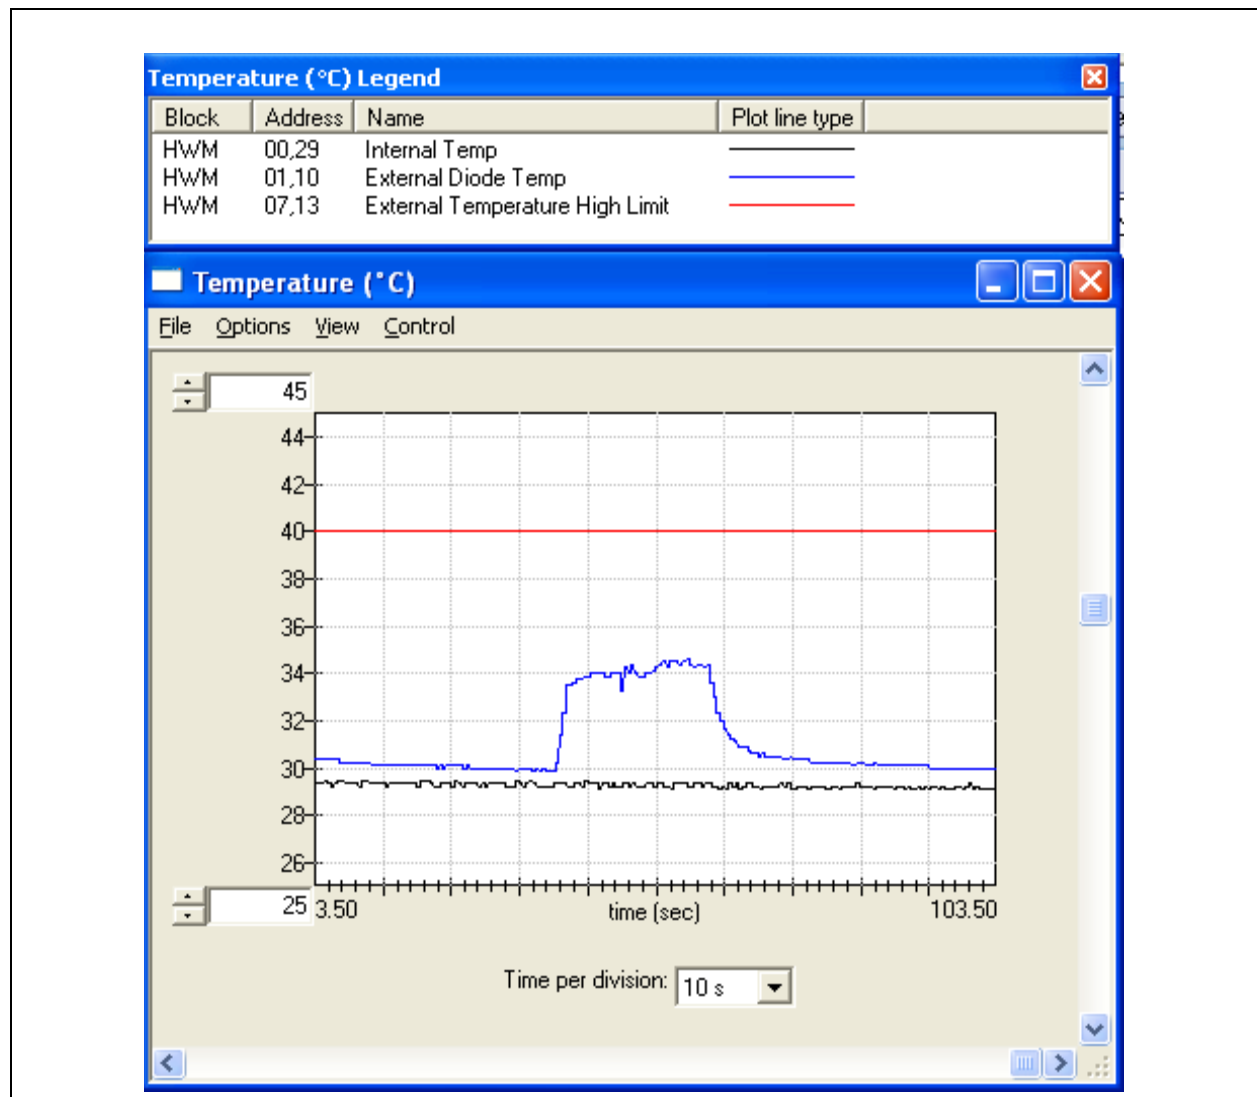 Temperature (°C) Legend
Block Address Name Plot line type
HWM 00,29 Internal Temp
HWM 01,10 External Diode Temp
HWM 07,13 External Temperature High Limit
Temperature (°C)
File Options View Control
45
44
42
40
38
36
34
32
30
28
26
25 3.50 time (sec) 103.50
Time per division: 10 s